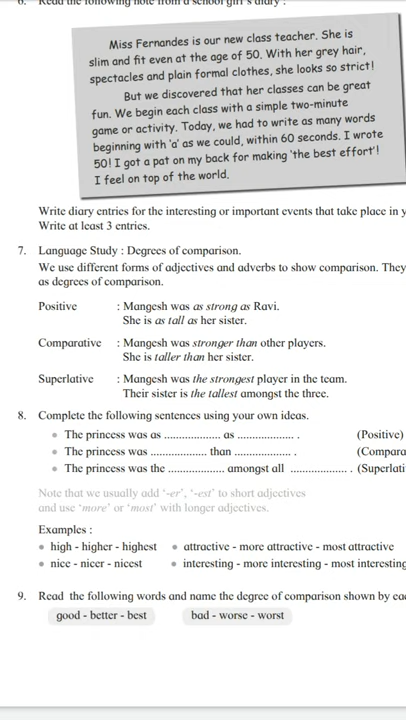 6. Read the following note from a school girl's diary :
Miss Fernandes is our new class teacher. She is
slim and fit even at the age of 50. With her grey hair,
spectacles and plain formal clothes, she looks so strict!
But we discovered that her classes can be great
fun. We begin each class with a simple two-minute
game or activity. Today, we had to write as many words
beginning with 'a' as we could, within 60 seconds. I wrote
50! I got a pat on my back for making 'the best effort'!
I feel on top of the world.
Write diary entries for the interesting or important events that take place in y
Write at least 3 entries.
7. Language Study : Degrees of comparison.
We use different forms of adjectives and adverbs to show comparison. They
as degrees of comparison.
Positive : Mangesh was as strong as Ravi.
She is as tall as her sister.
Comparative : Mangesh was stronger than other players.
She is taller than her sister.
Superlative : Mangesh was the strongest player in the team.
Their sister is the tallest amongst the three.
8. Complete the following sentences using your own ideas.
• The princess was as .................... as .................... . (Positive)
• The princess was .................... than .................... . (Compara
• The princess was the .................... amongst all .................... . (Superlati
Note that we usually add '-er', '-est' to short adjectives
and use 'more' or 'most' with longer adjectives.
Examples :
• high - higher - highest • attractive - more attractive - most attractive
• nice - nicer - nicest • interesting - more interesting - most interesting
9. Read the following words and name the degree of comparison shown by eac
good - better - best bad - worse - worst